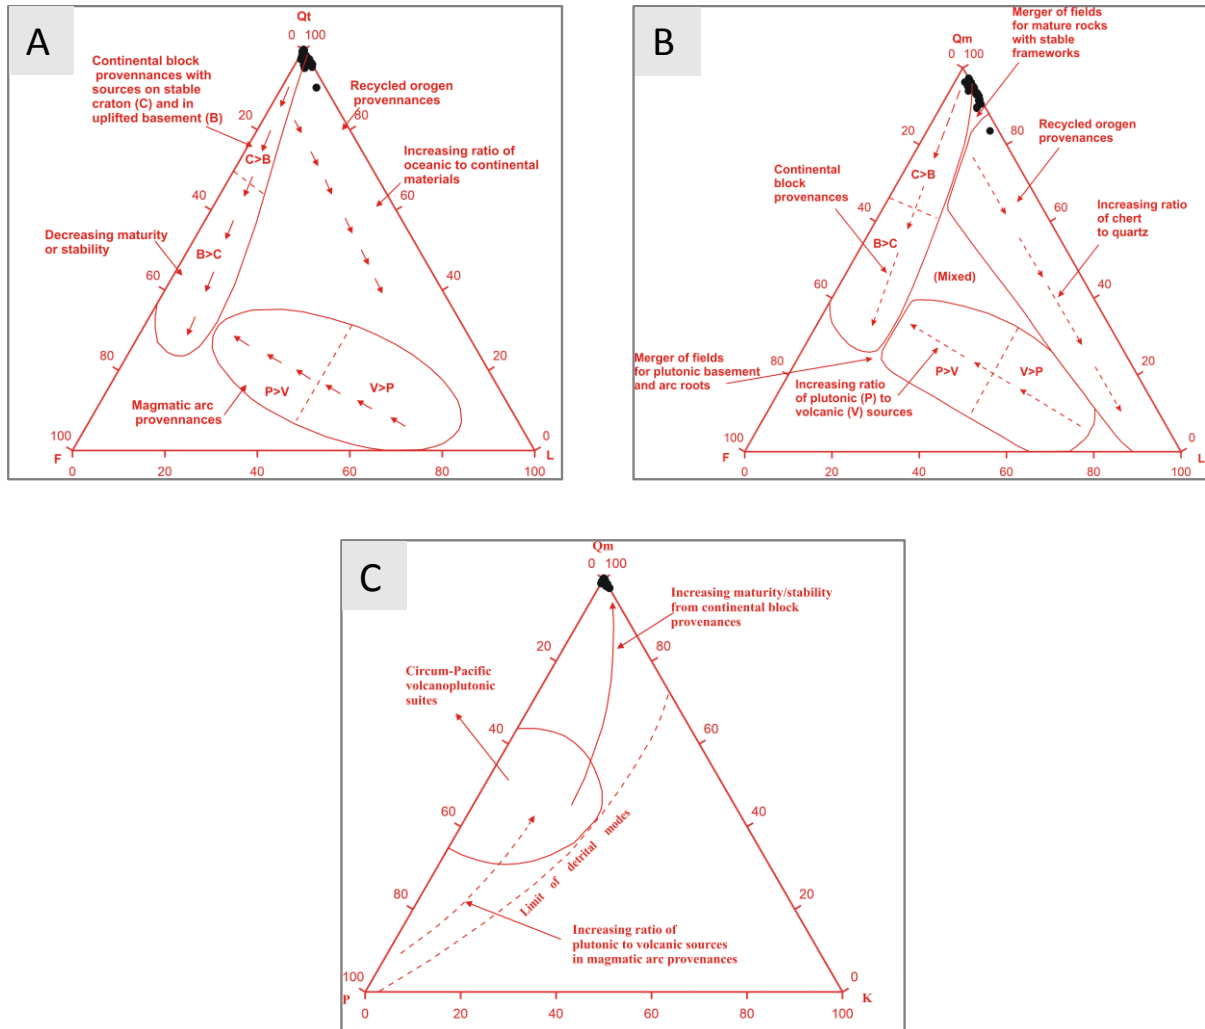 A
Qt
0 100
Continental block
provennances with
sources on stable
craton (C) and in
uplifted basement (B)
Recycled orogen
provennances
20
80
C>B
Increasing ratio of
oceanic to continental
materials
40
60
Decreasing maturity
or stability
B>C
60
40
80
20
P>V
V>P
Magmatic arc
provennances
100
0
F
L
0
20
40
60
80
100
B
Merger of fields
for mature rocks
with stable
frameworks
Qm
0 100
20
80
Recycled orogen
provenances
Continental
block
provenances
C>B
Increasing ratio
of chert
to quartz
40
60
B>C
(Mixed)
60
40
Merger of fields
for plutonic basement
and arc roots
80
20
P>V
V>P
Increasing ratio
of plutonic (P) to
volcanic (V) sources
100
0
F
L
0
20
40
60
80
100
C
Qm
0 100
Increasing maturity/stability
from continental block
provenances
20
80
Circum-Pacific
volcanoplutonic
suites
40
60
60
40
Limit of detrital modes
80
20
Increasing ratio of
plutonic to volcanic sources
in magmatic arc provenances
100
0
P
K
0
20
40
60
80
100